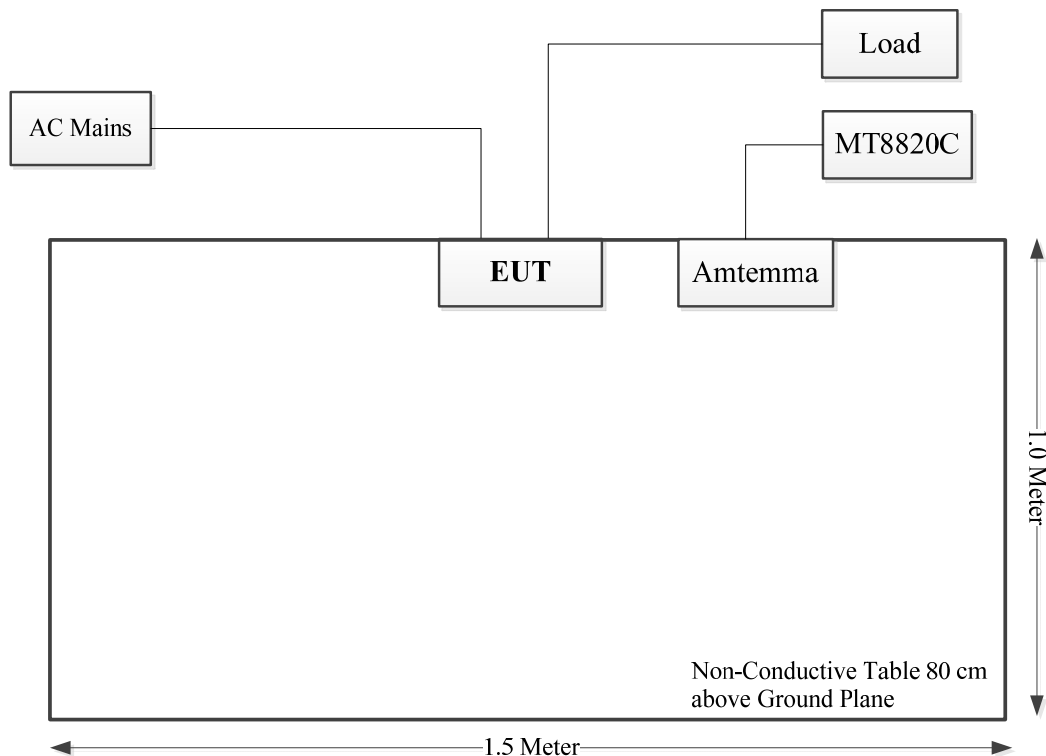 Load
AC Mains
MT8820C
EUT
Amtemma
1.0 Meter
Non-Conductive Table 80 cm
above Ground Plane
1.5 Meter